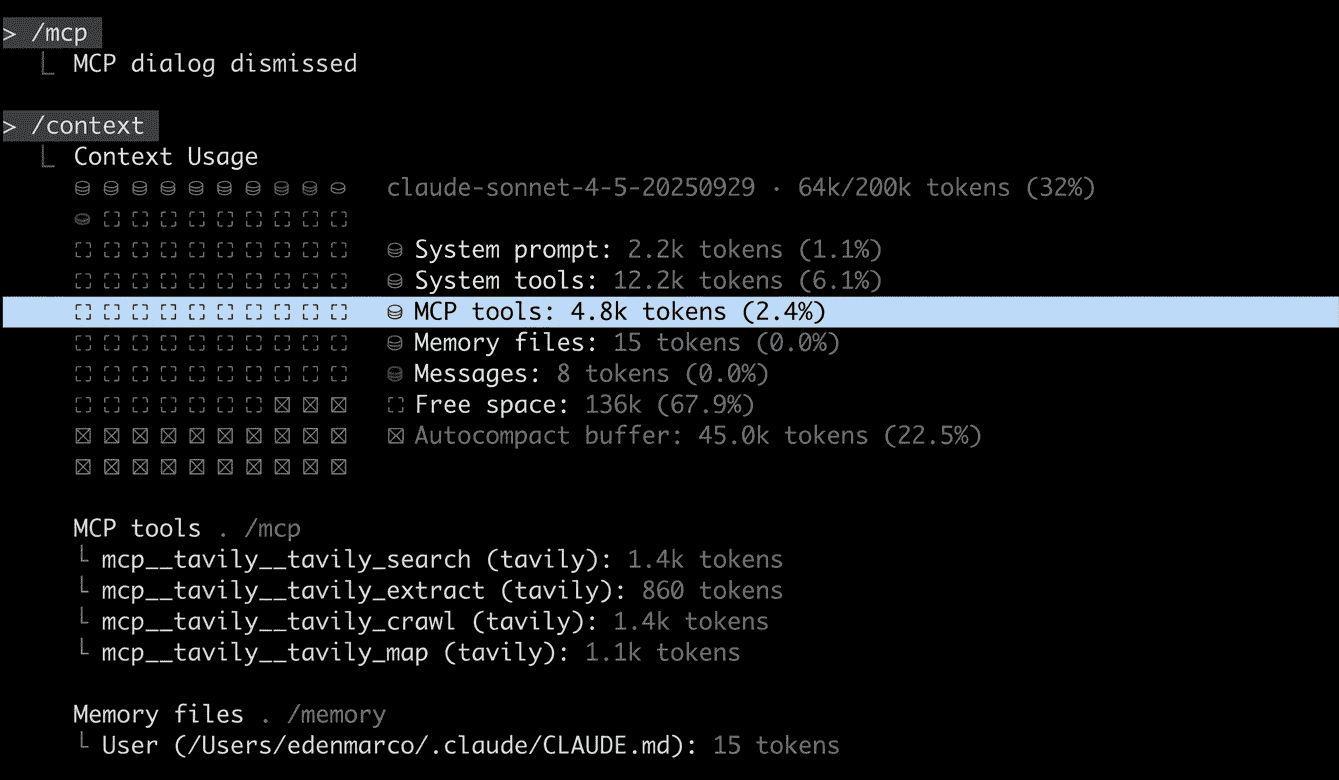 > /mcp
└ MCP dialog dismissed
> /context
└ Context Usage
⛁ ⛁ ⛁ ⛁ ⛁ ⛁ ⛁ ⛁ ⛁ ⛀ claude-sonnet-4-5-20250929 · 64k/200k tokens (32%)
⛀ ⛶ ⛶ ⛶ ⛶ ⛶ ⛶ ⛶ ⛶ ⛶
⛶ ⛶ ⛶ ⛶ ⛶ ⛶ ⛶ ⛶ ⛶ ⛶ ⛁ System prompt: 2.2k tokens (1.1%)
⛶ ⛶ ⛶ ⛶ ⛶ ⛶ ⛶ ⛶ ⛶ ⛶ ⛁ System tools: 12.2k tokens (6.1%)
⛶ ⛶ ⛶ ⛶ ⛶ ⛶ ⛶ ⛶ ⛶ ⛶ ⛁ MCP tools: 4.8k tokens (2.4%)
⛶ ⛶ ⛶ ⛶ ⛶ ⛶ ⛶ ⛶ ⛶ ⛶ ⛁ Memory files: 15 tokens (0.0%)
⛶ ⛶ ⛶ ⛶ ⛶ ⛶ ⛶ ⛶ ⛶ ⛶ ⛁ Messages: 8 tokens (0.0%)
⛶ ⛶ ⛶ ⛶ ⛶ ⛶ ⛶ ⛝ ⛝ ⛝ ⛶ Free space: 136k (67.9%)
⛝ ⛝ ⛝ ⛝ ⛝ ⛝ ⛝ ⛝ ⛝ ⛝ ⛝ Autocompact buffer: 45.0k tokens (22.5%)
⛝ ⛝ ⛝ ⛝ ⛝ ⛝ ⛝ ⛝ ⛝ ⛝
MCP tools . /mcp
└ mcp__tavily__tavily_search (tavily): 1.4k tokens
└ mcp__tavily__tavily_extract (tavily): 860 tokens
└ mcp__tavily__tavily_crawl (tavily): 1.4k tokens
└ mcp__tavily__tavily_map (tavily): 1.1k tokens
Memory files . /memory
└ User (/Users/edenmarco/.claude/CLAUDE.md): 15 tokens